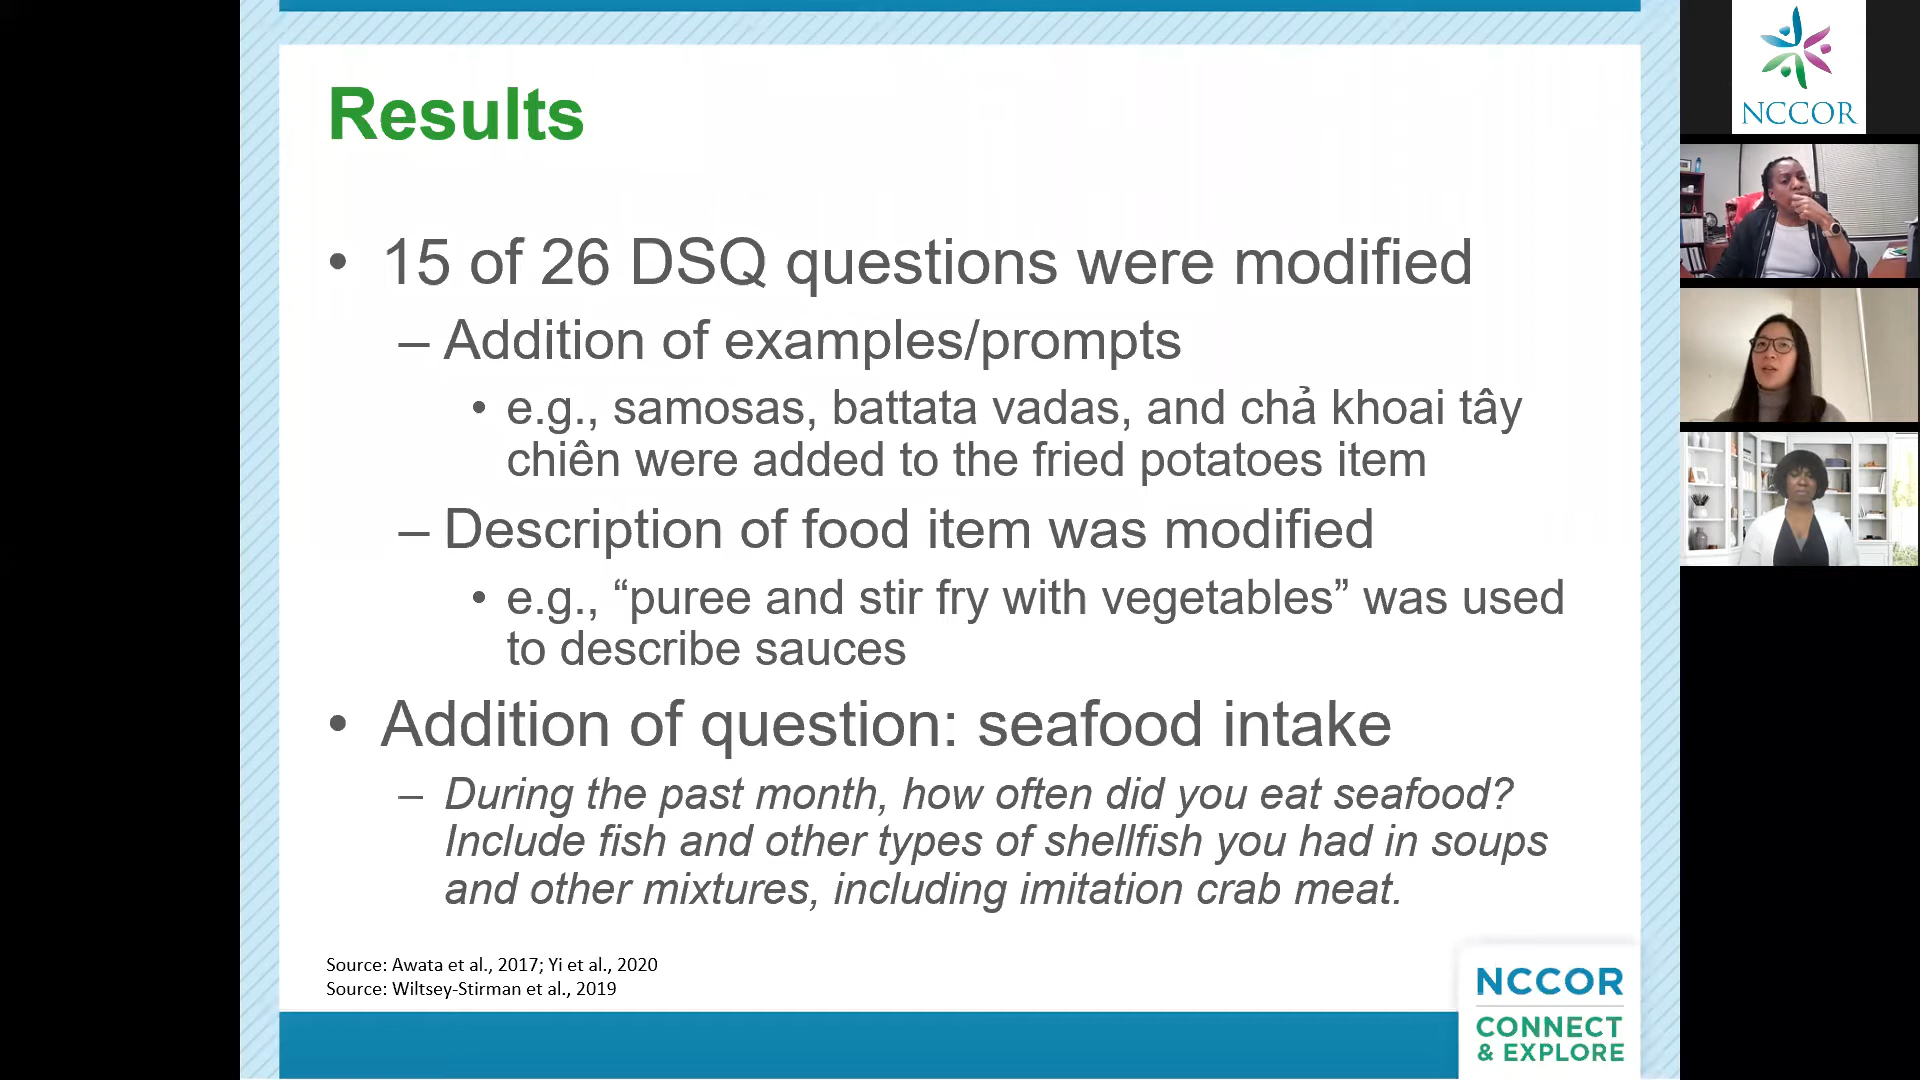 Results
• 15 of 26 DSQ questions were modified
– Addition of examples/prompts
• e.g., samosas, battata vadas, and chả khoai tây
chiên were added to the fried potatoes item
– Description of food item was modified
• e.g., “puree and stir fry with vegetables” was used
to describe sauces
• Addition of question: seafood intake
– During the past month, how often did you eat seafood?
Include fish and other types of shellfish you had in soups
and other mixtures, including imitation crab meat.
Source: Awata et al., 2017; Yi et al., 2020
Source: Wiltsey-Stirman et al., 2019
NCCOR
CONNECT
& EXPLORE
NCCOR